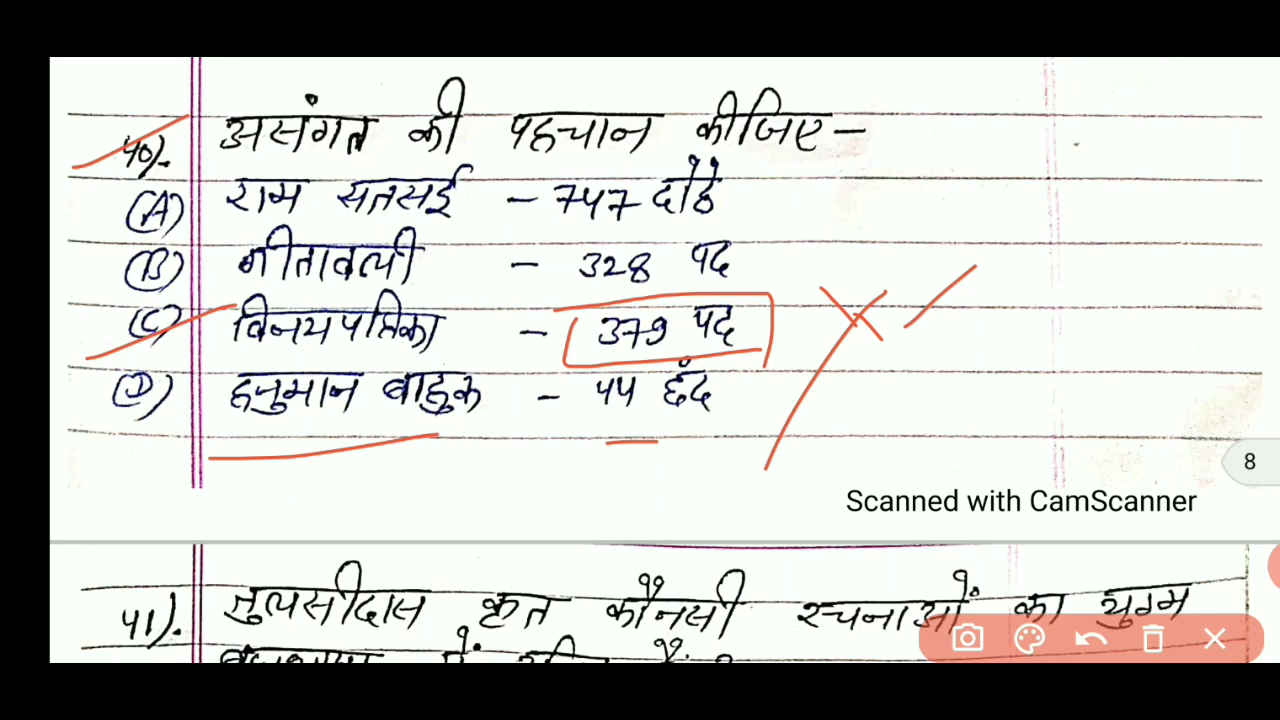 40). असंगत की पहचान कीजिए -
(A) राम सतसई - 747 दोहे
(B) गीतावली - 328 पद
(C) विनयपत्रिका - 379 पद
(D) हनुमान बाहुक - 44 छंद
8
Scanned with CamScanner
41). तुलसीदास कृत कौनसी रचनाओं का युग्म
में